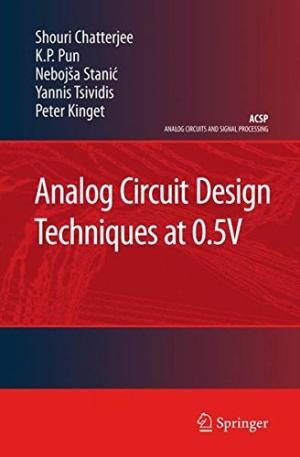 Shouri Chatterjee
K.P. Pun
Nebojša Stanić
Yannis Tsividis
Peter Kinget
ACSP
ANALOG CIRCUITS AND SIGNAL PROCESSING
Analog Circuit Design
Techniques at 0.5V
Springer